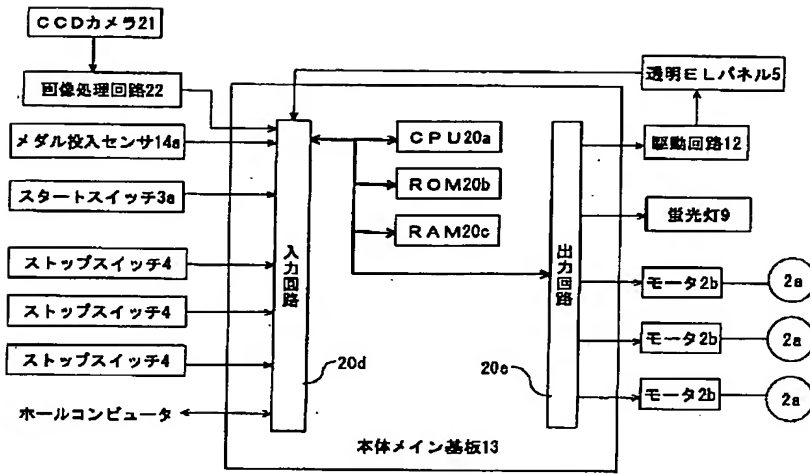 CCDカメラ21
画像処理回路22
メダル投入センサ14a
スタートスイッチ3a
ストップスイッチ4
ストップスイッチ4
ストップスイッチ4
ホールコンピュータ
入力回路
20d
CPU20a
ROM20b
RAM20c
出力回路
20e
本体メイン基板13
透明ELパネル5
駆動回路12
蛍光灯9
モータ2b
2a
モータ2b
2a
モータ2b
2a